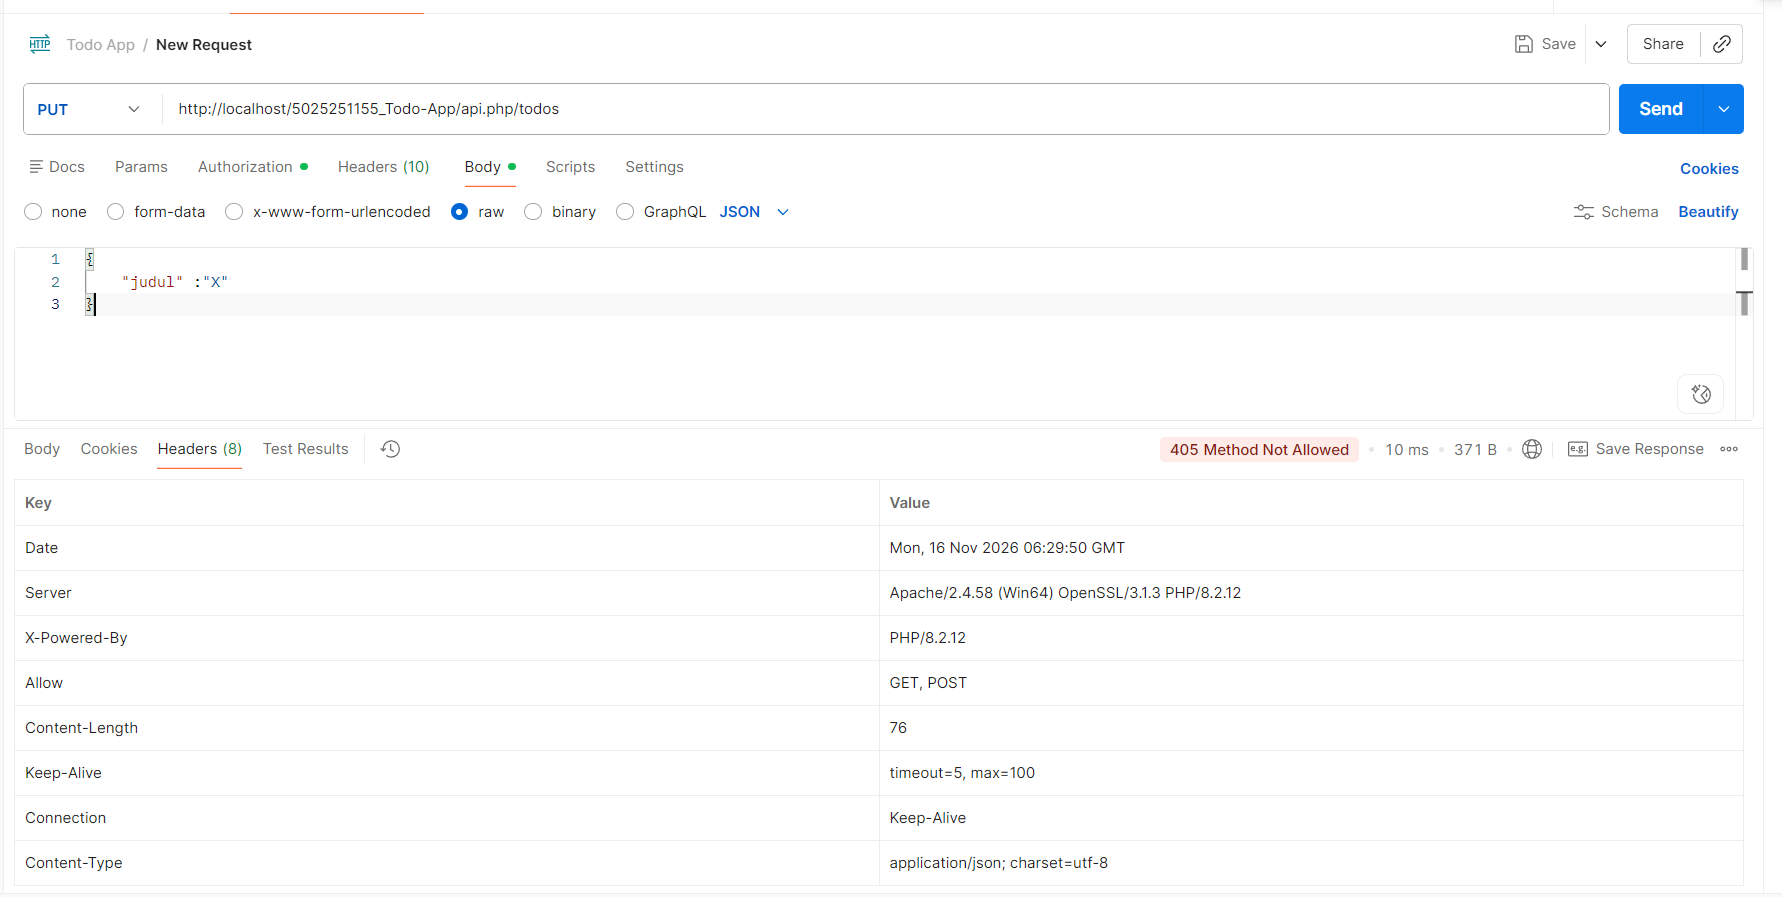 HTTP Todo App / New Request Save Share
PUT http://localhost/5025251155_Todo-App/api.php/todos Send
Docs Params Authorization Headers (10) Body Scripts Settings Cookies
none form-data x-www-form-urlencoded raw binary GraphQL JSON Schema Beautify
1 {
2 "judul" :"X"
3 }
Body Cookies Headers (8) Test Results 405 Method Not Allowed • 10 ms • 371 B • e.g. Save Response
Key Value
Date Mon, 16 Nov 2026 06:29:50 GMT
Server Apache/2.4.58 (Win64) OpenSSL/3.1.3 PHP/8.2.12
X-Powered-By PHP/8.2.12
Allow GET, POST
Content-Length 76
Keep-Alive timeout=5, max=100
Connection Keep-Alive
Content-Type application/json; charset=utf-8